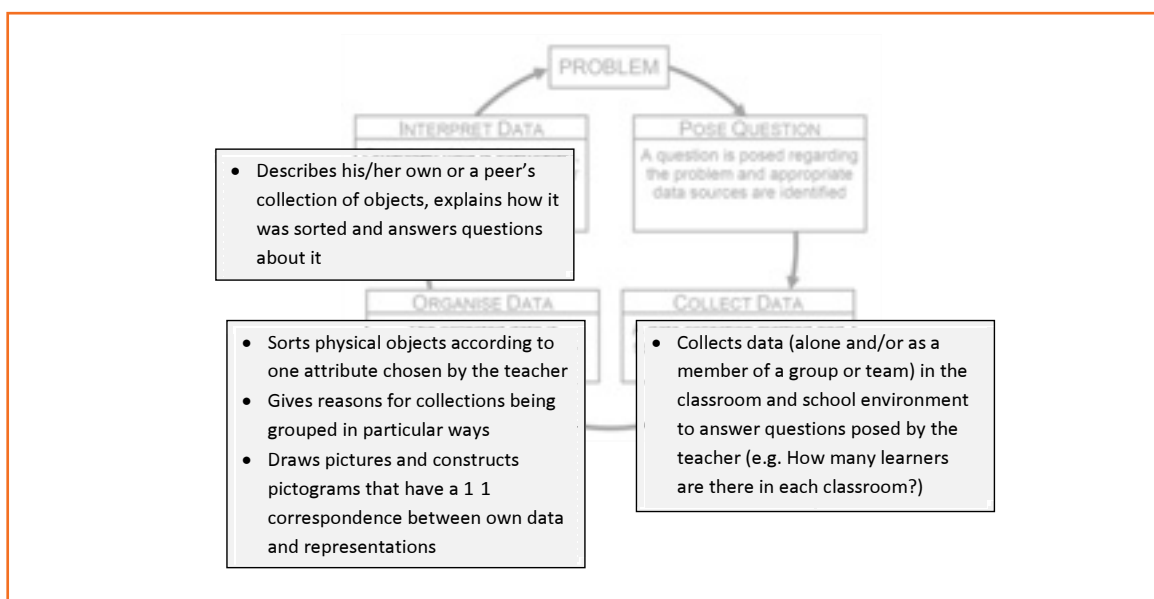 PROBLEM
INTERPRET DATA
POSE QUESTION
A question is posed regarding
the problem and appropriate
data sources are identified
• Describes his/her own or a peer’s
collection of objects, explains how it
was sorted and answers questions
about it
ORGANISE DATA
COLLECT DATA
• Sorts physical objects according to
one attribute chosen by the teacher
• Gives reasons for collections being
grouped in particular ways
• Draws pictures and constructs
pictograms that have a 1 1
correspondence between own data
and representations
• Collects data (alone and/or as a
member of a group or team) in the
classroom and school environment
to answer questions posed by the
teacher (e.g. How many learners
are there in each classroom?)